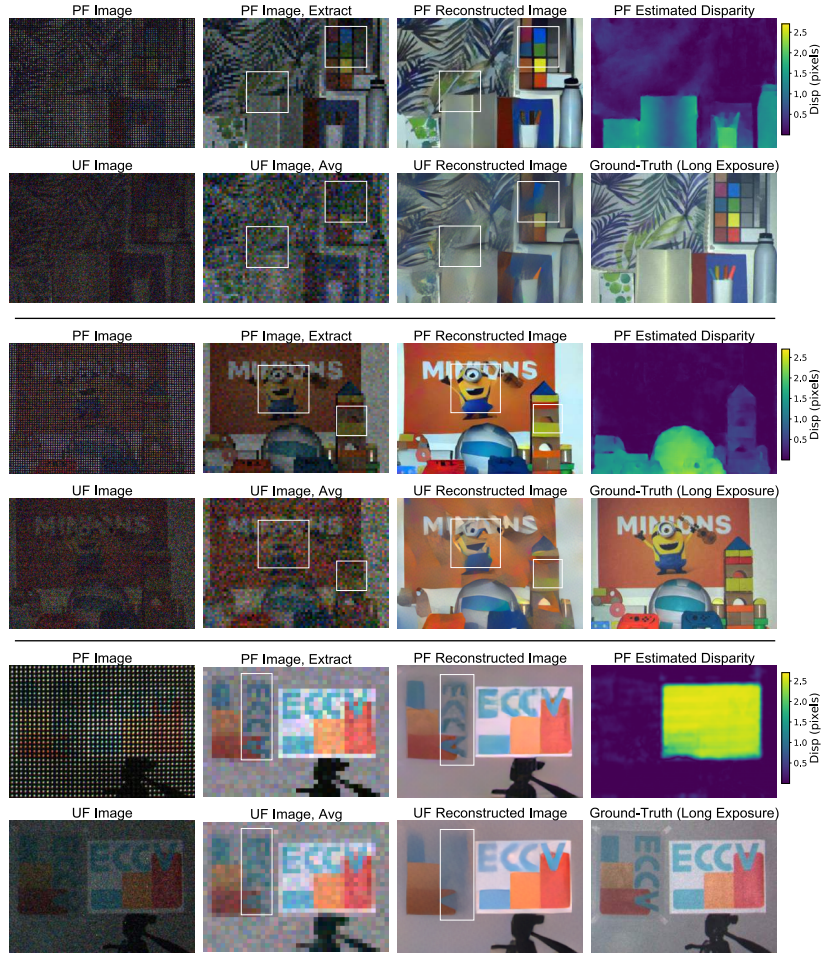 PF Image PF Image, Extract PF Reconstructed Image PF Estimated Disparity
2.5
2.0
1.5
1.0
0.5
Disp (pixels)
UF Image UF Image, Avg UF Reconstructed Image Ground-Truth (Long Exposure)
PF Image PF Image, Extract PF Reconstructed Image PF Estimated Disparity
MINIONS MINIONS MINIONS
2.5
2.0
1.5
1.0
0.5
Disp (pixels)
UF Image UF Image, Avg UF Reconstructed Image Ground-Truth (Long Exposure)
MINIONS MINIONS MINIONS MINIONS
PF Image PF Image, Extract PF Reconstructed Image PF Estimated Disparity
ECCV ECCV
ECCV ECCV
2.5
2.0
1.5
1.0
0.5
Disp (pixels)
UF Image UF Image, Avg UF Reconstructed Image Ground-Truth (Long Exposure)
ECCV ECCV ECCV ECCV
ECCV